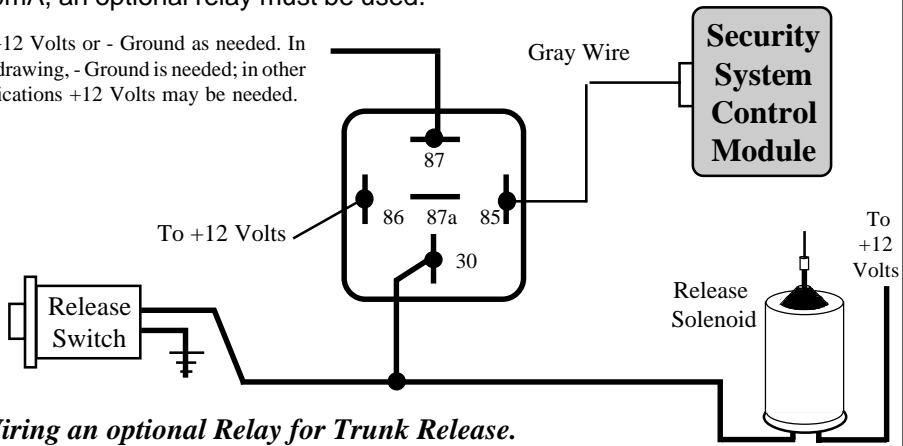 mA, an optional relay must be used.
+12 Volts or - Ground as needed. In
drawing, - Ground is needed; in other
ications +12 Volts may be needed.
Gray Wire
Security
System
Control
Module
87
86 87a 85
30
To +12 Volts
To
+12
Volts
Release
Switch
Release
Solenoid
iring an optional Relay for Trunk Release.